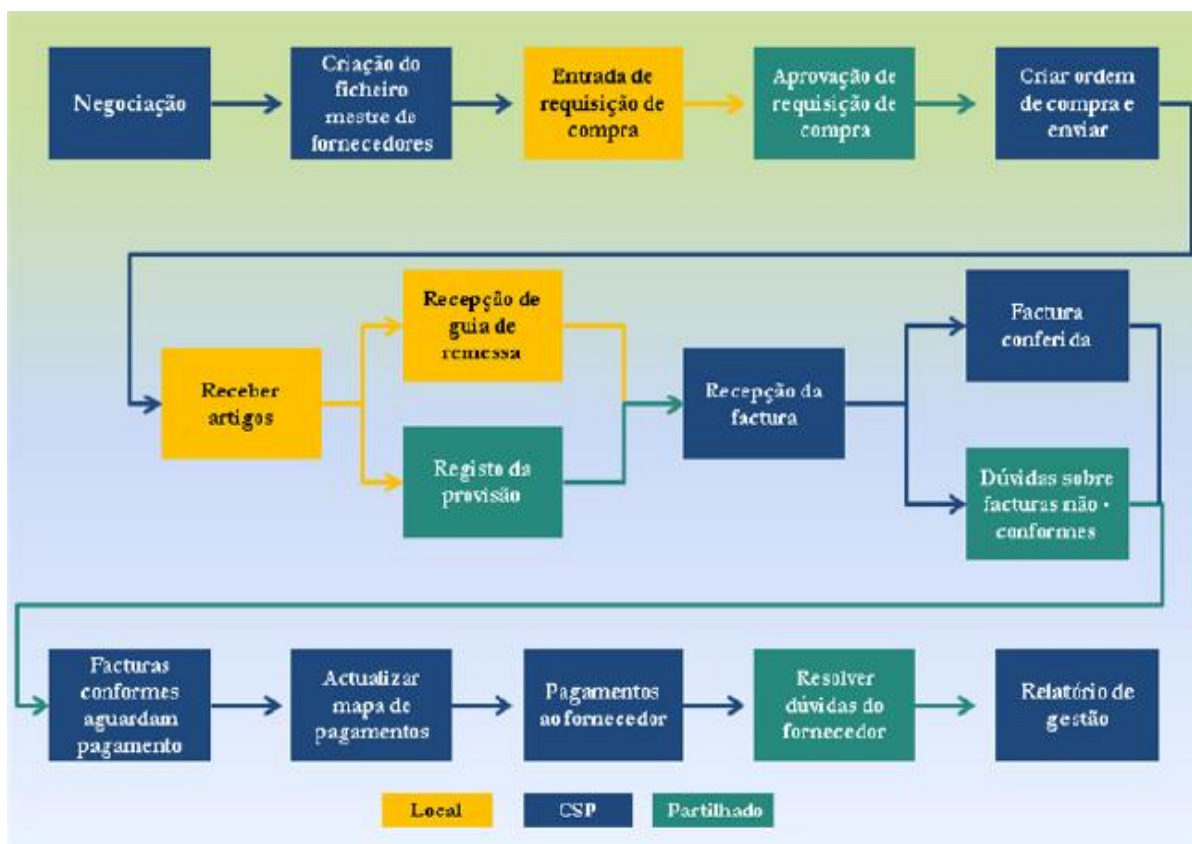 Negociação
Criação do
ficheiro
mestre de
fornecedores
Entrada de
requisição de
compra
Aprovação de
requisição de
compra
Criar ordem
de compra e
enviar
Receber
artigos
Recepção de
guia de
remessa
Registo da
provisão
Recepção da
factura
Factura
conferida
Dúvidas sobre
facturas não -
conformes
Facturas
conformes
aguardam
pagamento
Actualizar
mapa de
pagamentos
Pagamentos
ao fornecedor
Resolver
dúvidas do
fornecedor
Relatório de
gestão
Local
CSP
Partilhado